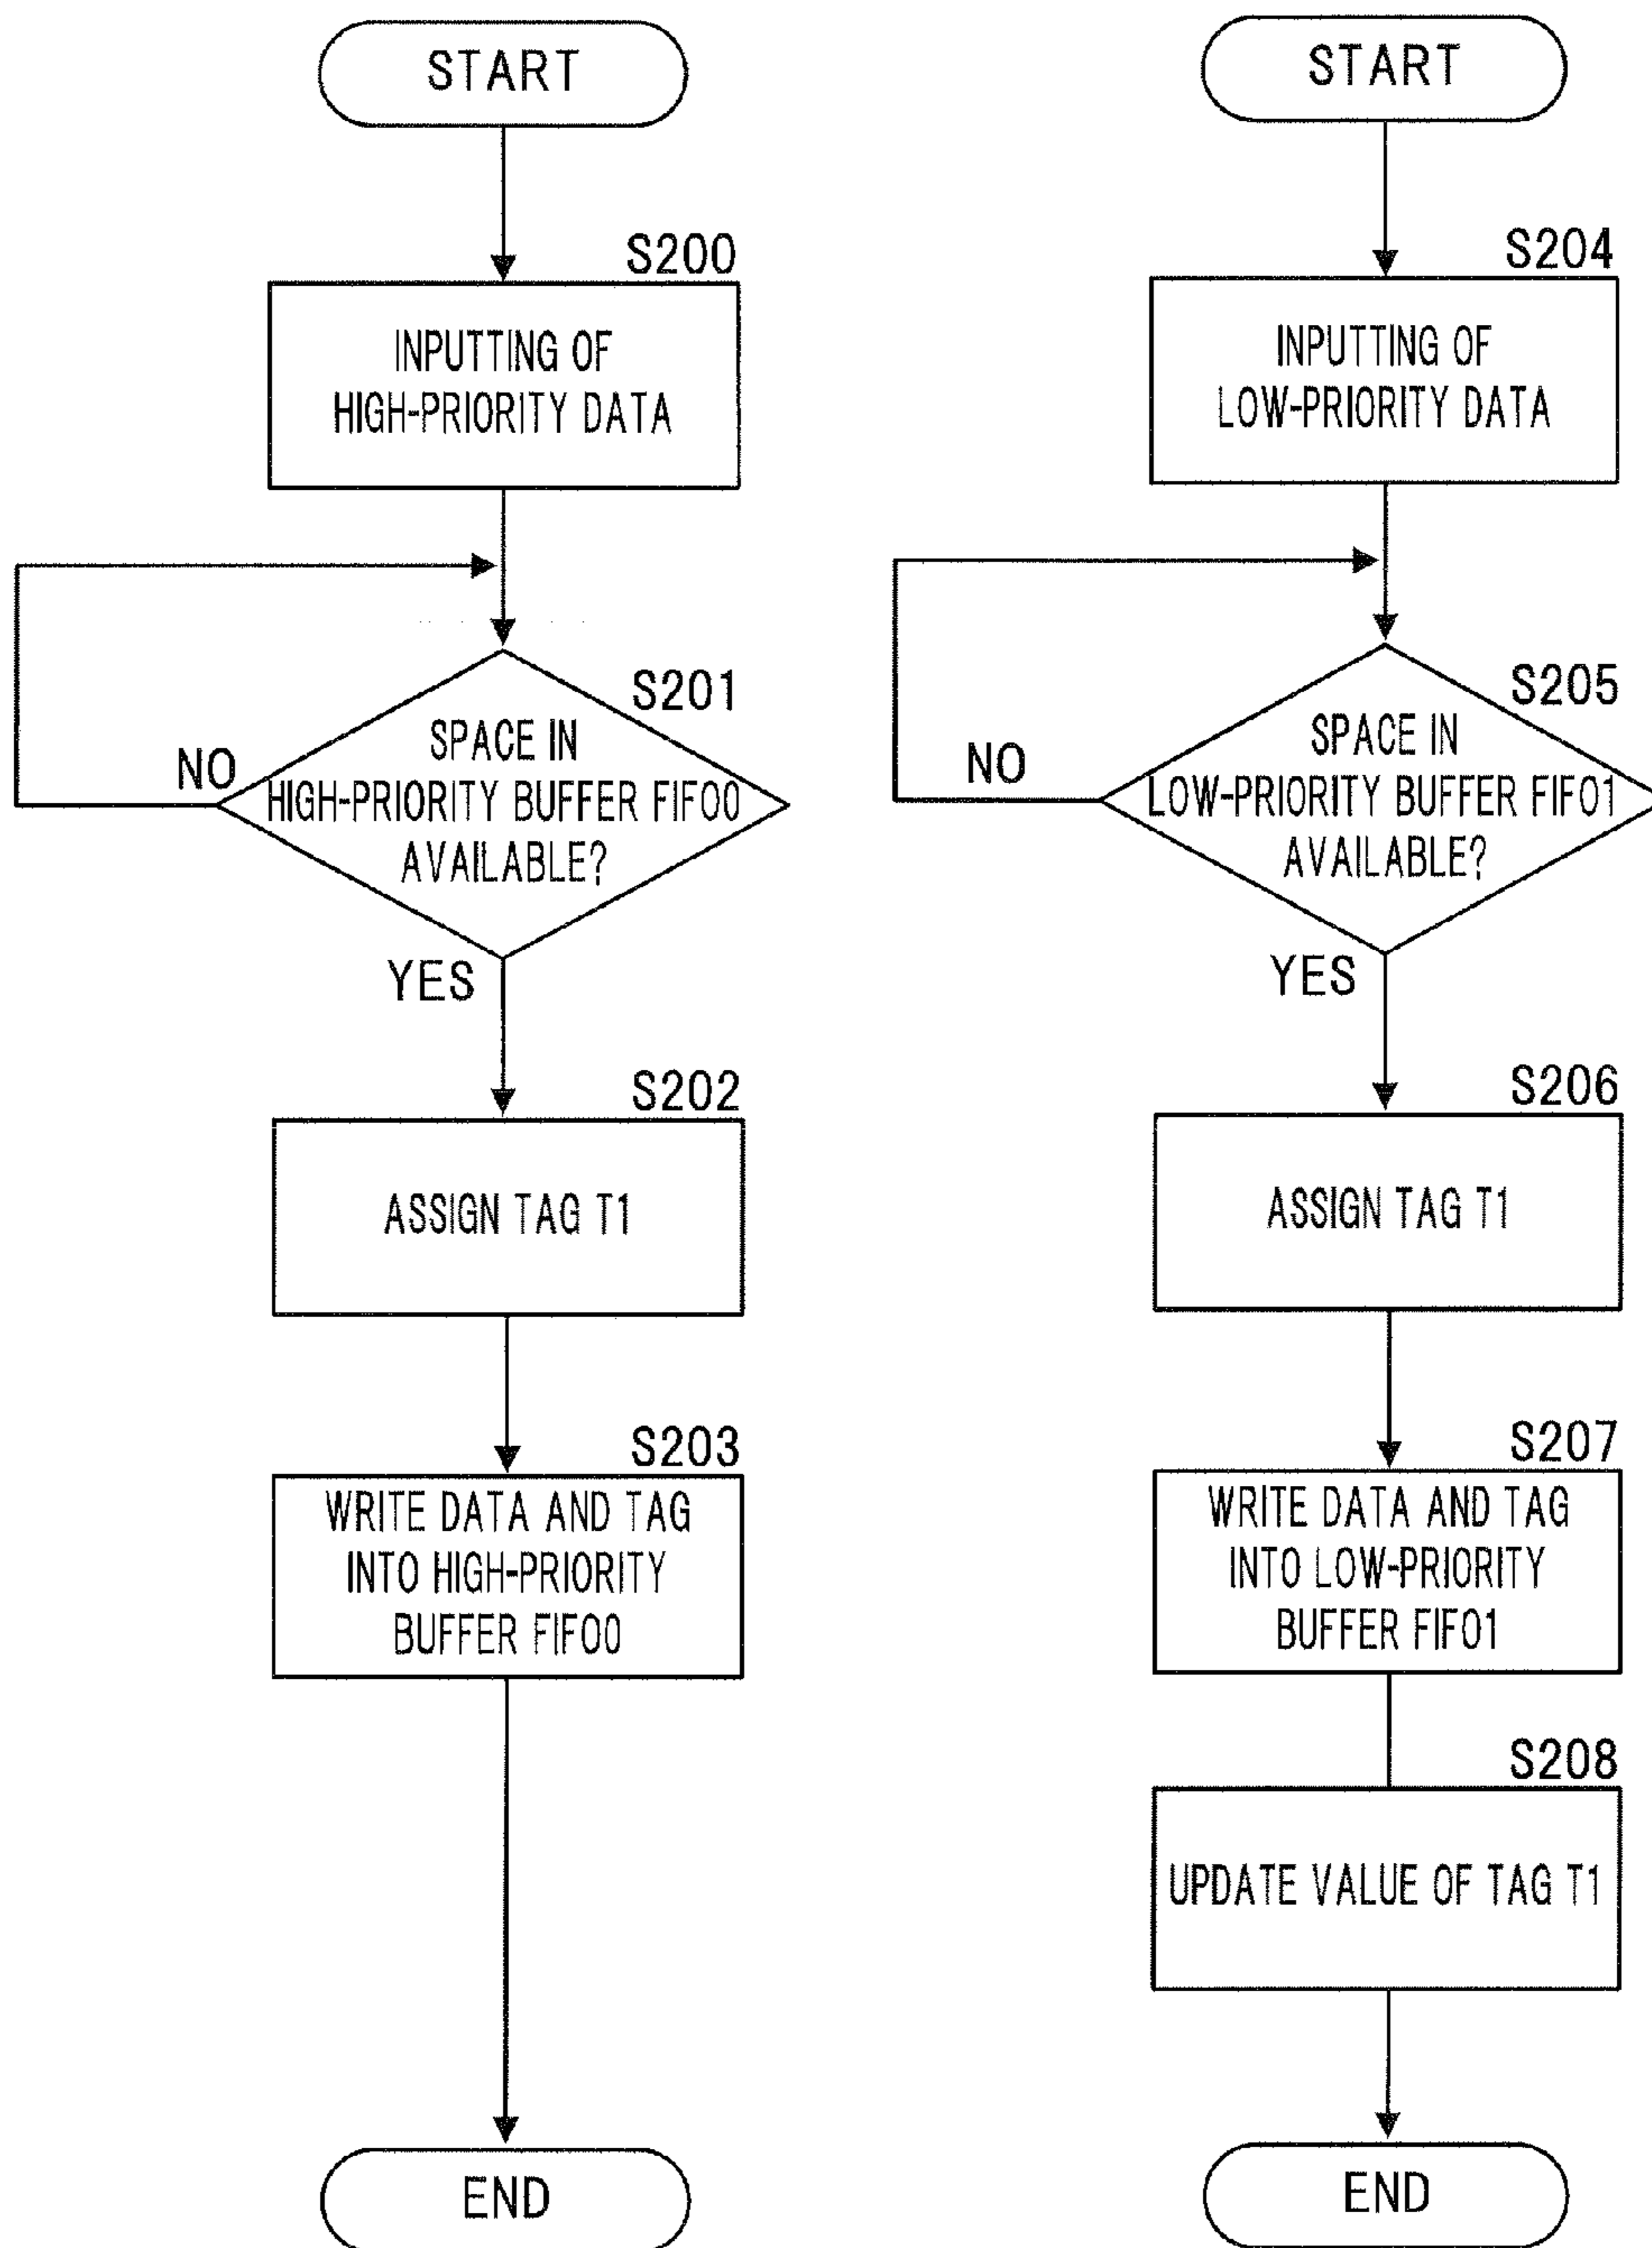 START
S200
INPUTTING OF
HIGH-PRIORITY DATA
S201
SPACE IN
HIGH-PRIORITY BUFFER FIFO0
AVAILABLE?
NO
YES
S202
ASSIGN TAG T1
S203
WRITE DATA AND TAG
INTO HIGH-PRIORITY
BUFFER FIFO0
END
START
S204
INPUTTING OF
LOW-PRIORITY DATA
S205
SPACE IN
LOW-PRIORITY BUFFER FIFO1
AVAILABLE?
NO
YES
S206
ASSIGN TAG T1
S207
WRITE DATA AND TAG
INTO LOW-PRIORITY
BUFFER FIFO1
S208
UPDATE VALUE OF TAG T1
END